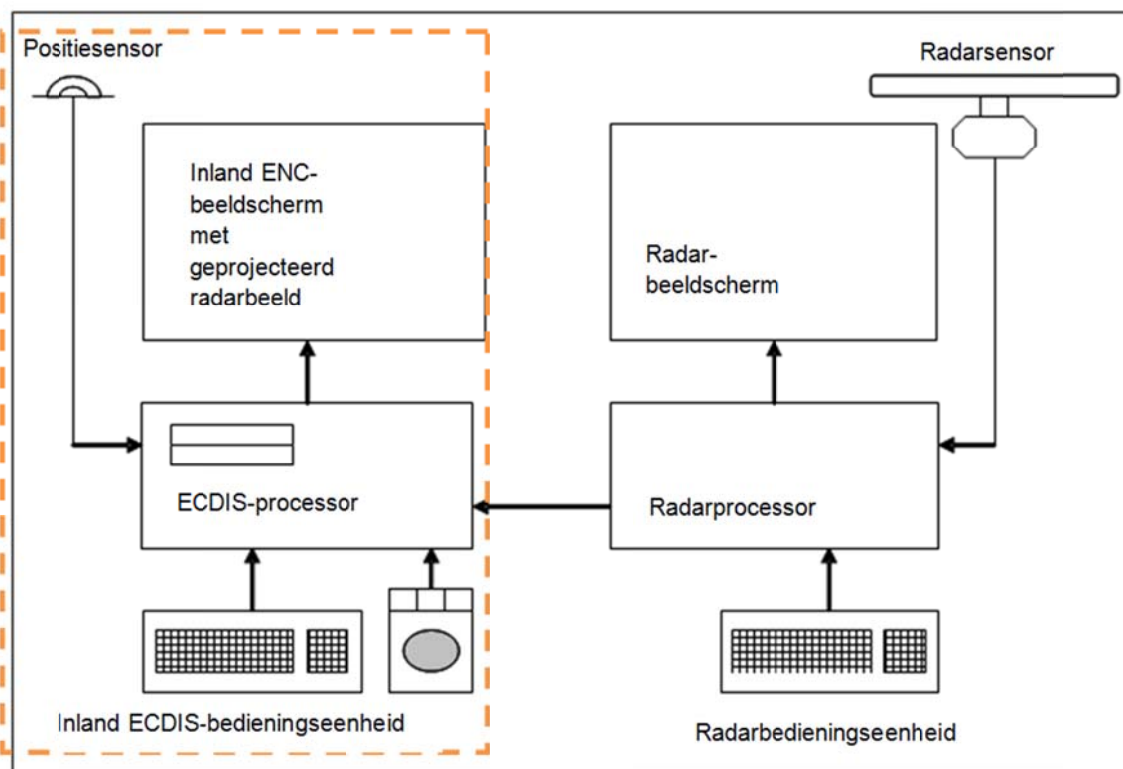 Positiesensor
Radarsensor
Inland ENC-
beeldscherm
met
geprojecteerd
radarbeeld
Radar-
beeldscherm
ECDIS-processor
Radarprocessor
Inland ECDIS-bedieningseenheid
Radarbedieningseenheid